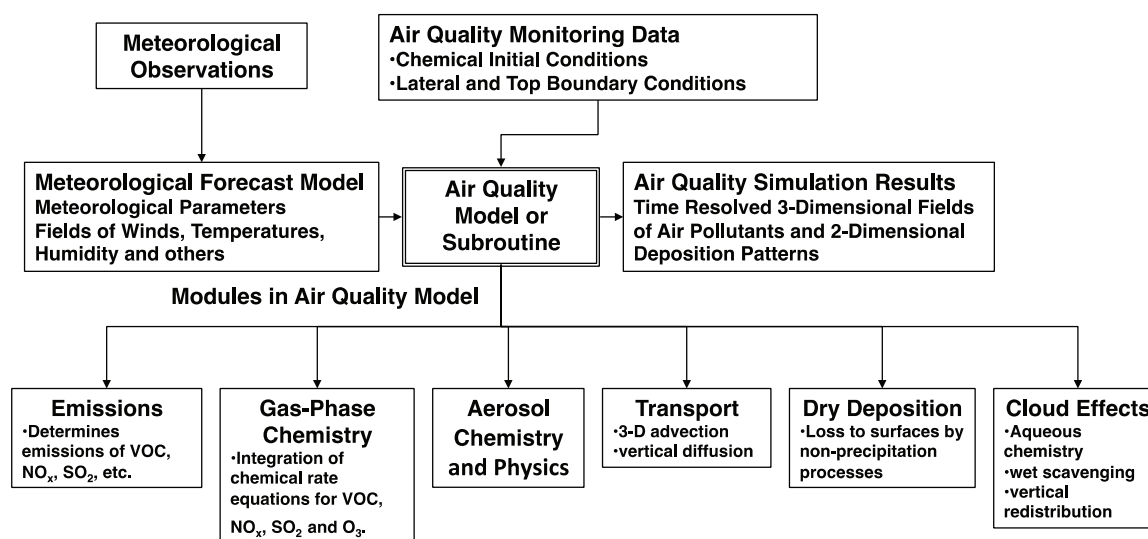 Meteorological
Observations
Air Quality Monitoring Data
•Chemical Initial Conditions
•Lateral and Top Boundary Conditions
Meteorological Forecast Model
Meteorological Parameters
Fields of Winds, Temperatures,
Humidity and others
Air Quality
Model or
Subroutine
Air Quality Simulation Results
Time Resolved 3-Dimensional Fields
of Air Pollutants and 2-Dimensional
Deposition Patterns
Modules in Air Quality Model
Emissions
•Determines
emissions of VOC,
NOx, SO2, etc.
Gas-Phase
Chemistry
•Integration of
chemical rate
equations for VOC,
NOx, SO2 and O3.
Aerosol
Chemistry
and Physics
Transport
•3-D advection
•vertical diffusion
Dry Deposition
•Loss to surfaces by
non-precipitation
processes
Cloud Effects
•Aqueous
chemistry
•wet scavenging
•vertical
redistribution